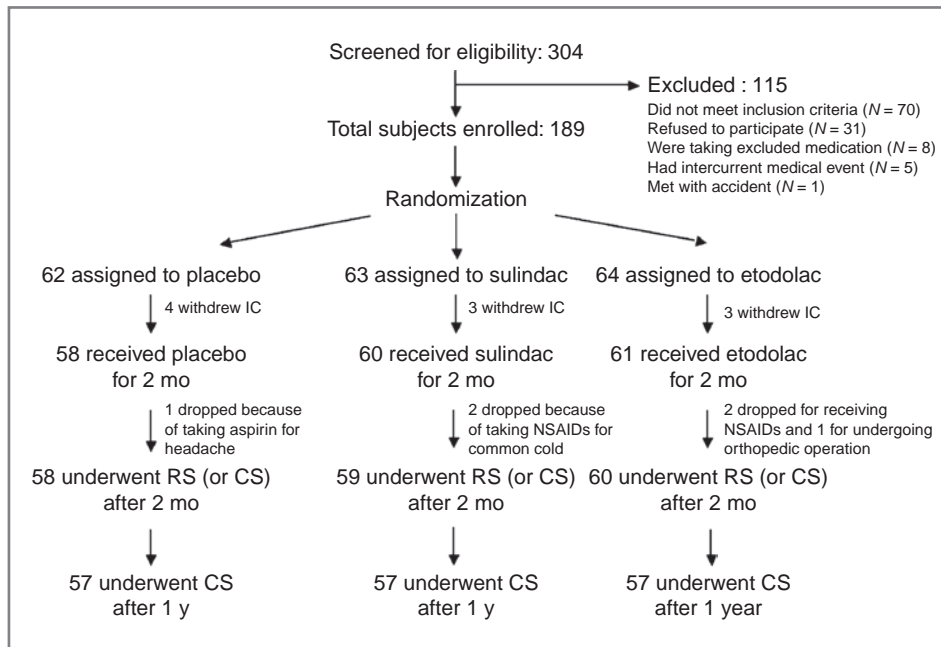 Screened for eligibility: 304
Excluded : 115
Did not meet inclusion criteria (N = 70)
Refused to participate (N = 31)
Were taking excluded medication (N = 8)
Had intercurrent medical event (N = 5)
Met with accident (N = 1)
Total subjects enrolled: 189
Randomization
62 assigned to placebo
63 assigned to sulindac
64 assigned to etodolac
4 withdrew IC
3 withdrew IC
3 withdrew IC
58 received placebo
for 2 mo
60 received sulindac
for 2 mo
61 received etodolac
for 2 mo
1 dropped because
of taking aspirin for
headache
2 dropped because
of taking NSAIDs for
common cold
2 dropped for receiving
NSAIDs and 1 for undergoing
orthopedic operation
58 underwent RS (or CS)
after 2 mo
59 underwent RS (or CS)
after 2 mo
60 underwent RS (or CS)
after 2 mo
57 underwent CS
after 1 y
57 underwent CS
after 1 y
57 underwent CS
after 1 year